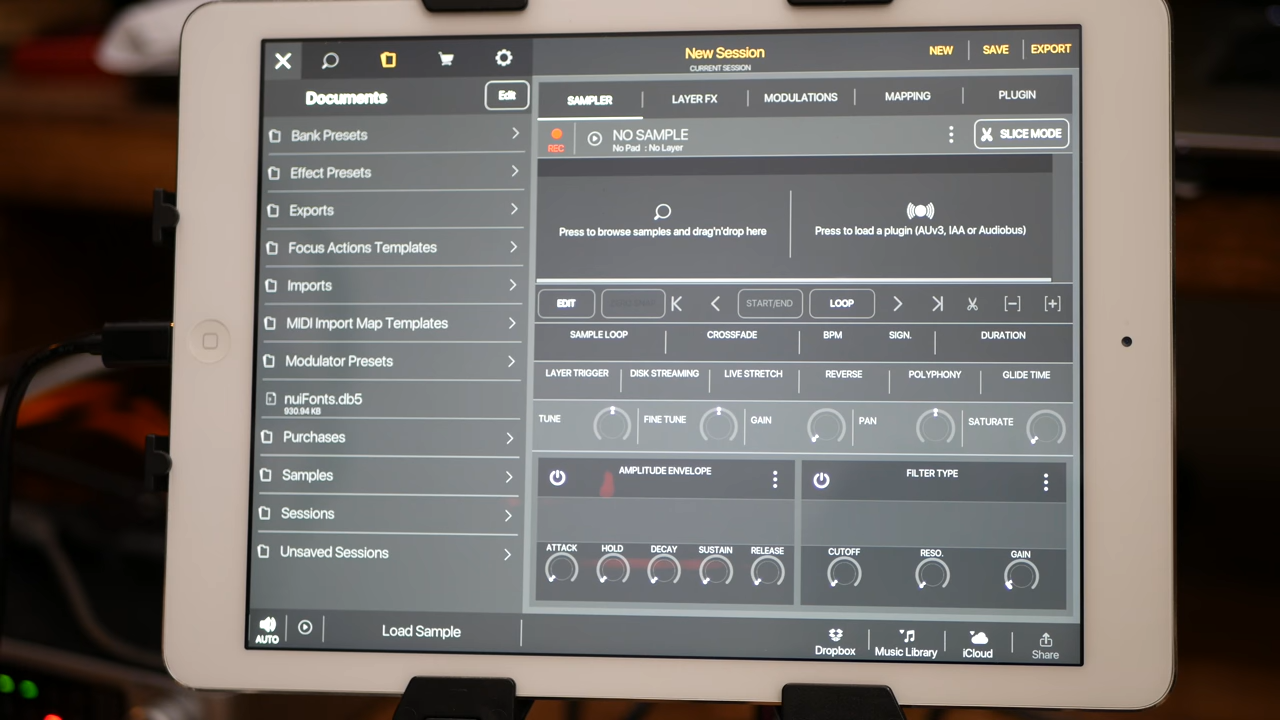 New Session
CURRENT SESSION
NEW
SAVE
EXPORT
Documents
Edit
Bank Presets
Effect Presets
Exports
Focus Actions Templates
Imports
MIDI Import Map Templates
Modulator Presets
nuiFonts.db5
930.94 KB
Purchases
Samples
Sessions
Unsaved Sessions
AUTO
Load Sample
SAMPLER
LAYER FX
MODULATIONS
MAPPING
PLUGIN
REC
NO SAMPLE
No Pad : No Layer
SLICE MODE
Press to browse samples and drag'n'drop here
Press to load a plugin (AUv3, IAA or Audiobus)
EDIT
START/END
LOOP
[-]
[+]
SAMPLE LOOP
CROSSFADE
BPM
SIGN.
DURATION
LAYER TRIGGER
DISK STREAMING
LIVE STRETCH
REVERSE
POLYPHONY
GLIDE TIME
TUNE
FINE TUNE
GAIN
PAN
SATURATE
AMPLITUDE ENVELOPE
FILTER TYPE
ATTACK
HOLD
DECAY
SUSTAIN
RELEASE
CUTOFF
RESO.
GAIN
Dropbox
Music Library
iCloud
Share